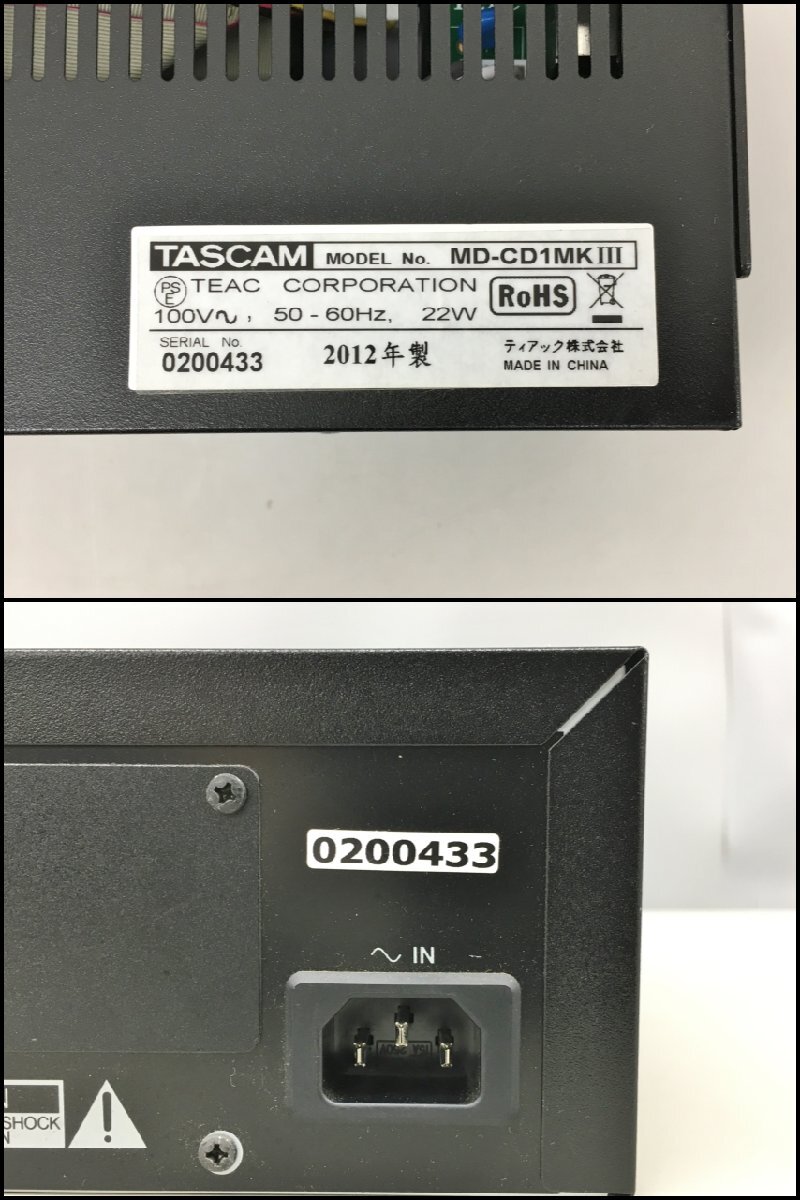 TASCAM MODEL No. MD-CD1MKIII
PSE TEAC CORPORATION RoHS
100V∿, 50-60Hz, 22W
SERIAL No.
0200433 2012年製 ティアック株式会社
MADE IN CHINA
0200433
∿ IN
SHOCK
N